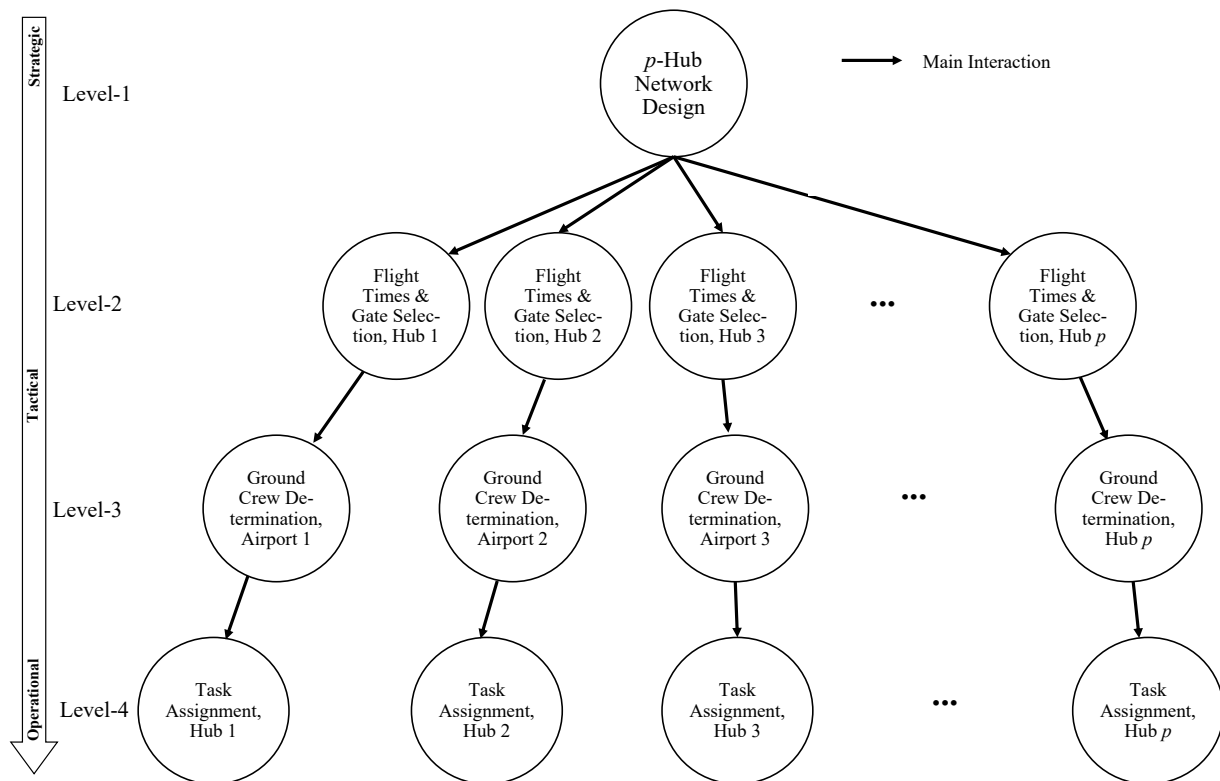 Strategic
Level-1
p-Hub
Network
Design
Main Interaction
Level-2
Flight
Times &
Gate Selec-
tion, Hub 1
Flight
Times &
Gate Selec-
tion, Hub 2
Flight
Times &
Gate Selec-
tion, Hub 3
...
Flight
Times &
Gate Selec-
tion, Hub p
Tactical
Level-3
Ground
Crew De-
termination,
Airport 1
Ground
Crew De-
termination,
Airport 2
Ground
Crew De-
termination,
Airport 3
...
Ground
Crew De-
termination,
Hub p
Operational
Level-4
Task
Assignment,
Hub 1
Task
Assignment,
Hub 2
Task
Assignment,
Hub 3
...
Task
Assignment,
Hub p